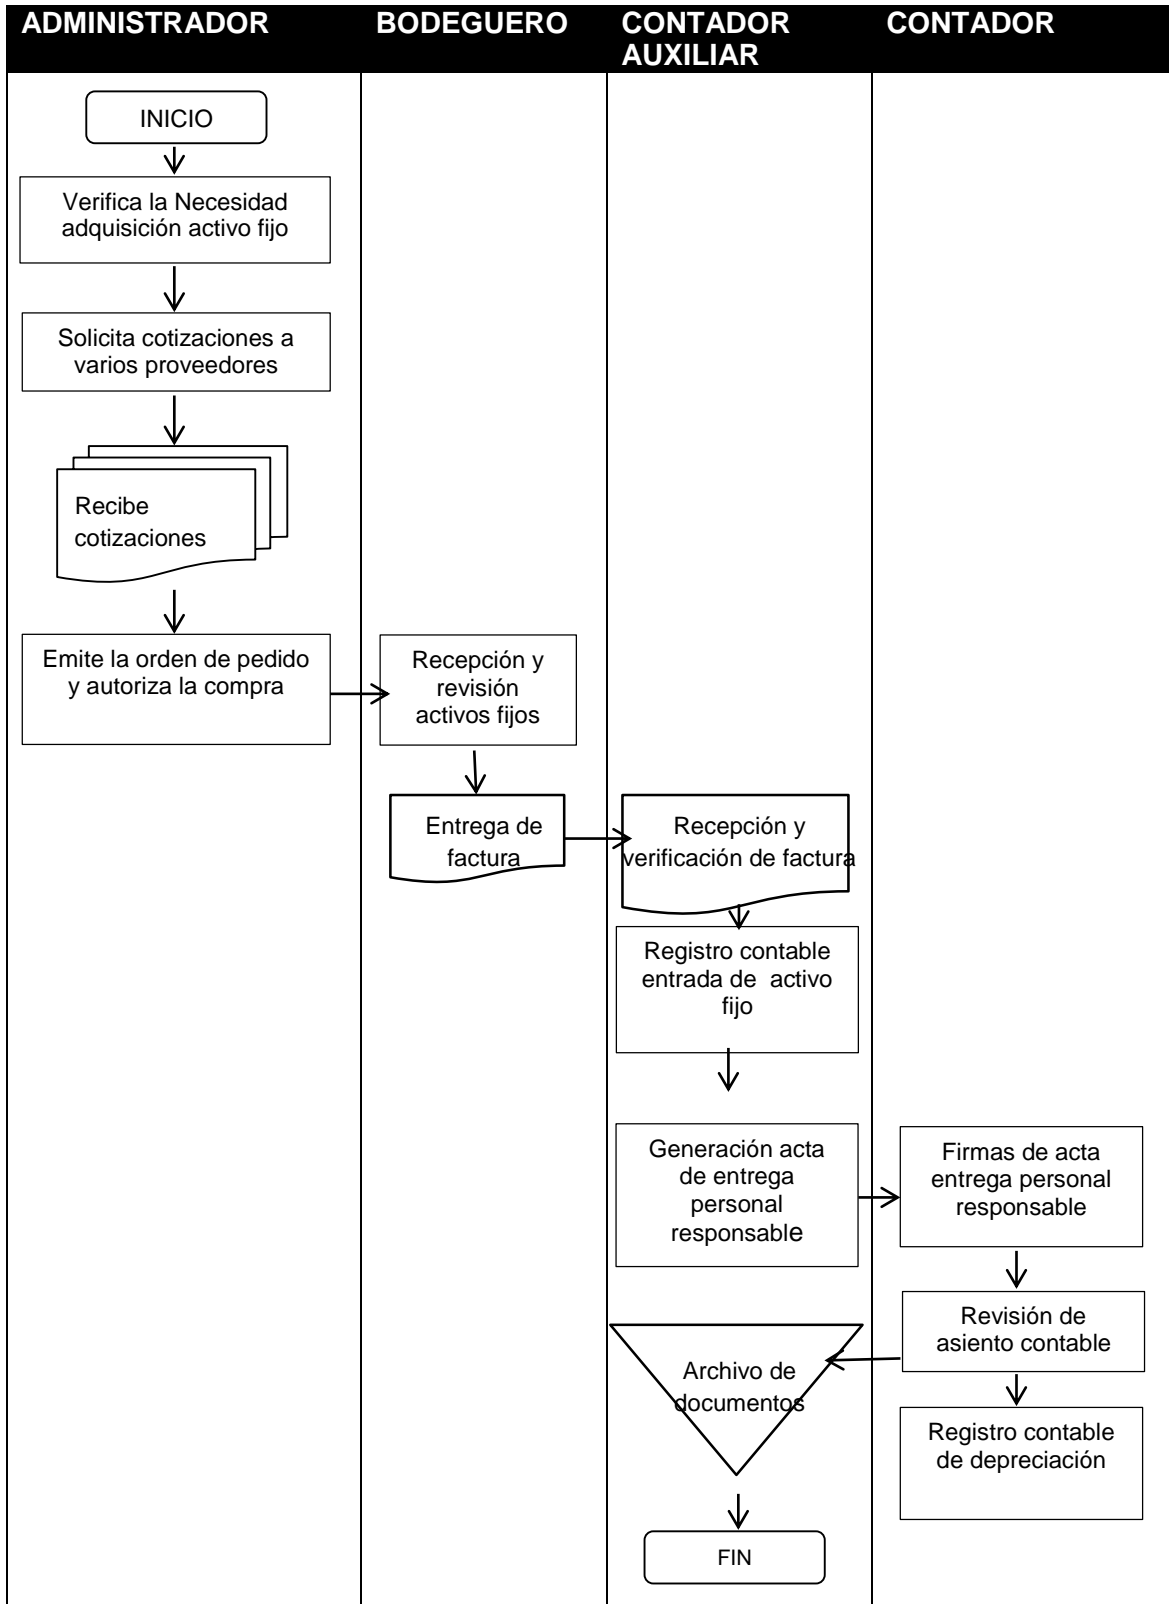 ADMINISTRADOR
BODEGUERO
CONTADOR
AUXILIAR
CONTADOR
INICIO
Verifica la Necesidad
adquisición activo fijo
Solicita cotizaciones a
varios proveedores
Recibe
cotizaciones
Emite la orden de pedido
y autoriza la compra
Recepción y
revisión
activos fijos
Entrega de
factura
Recepción y
verificación de factura
Registro contable
entrada de activo
fijo
Generación acta
de entrega
personal
responsable
Firmas de acta
entrega personal
responsable
Revisión de
asiento contable
Archivo de
documentos
Registro contable
de depreciación
FIN